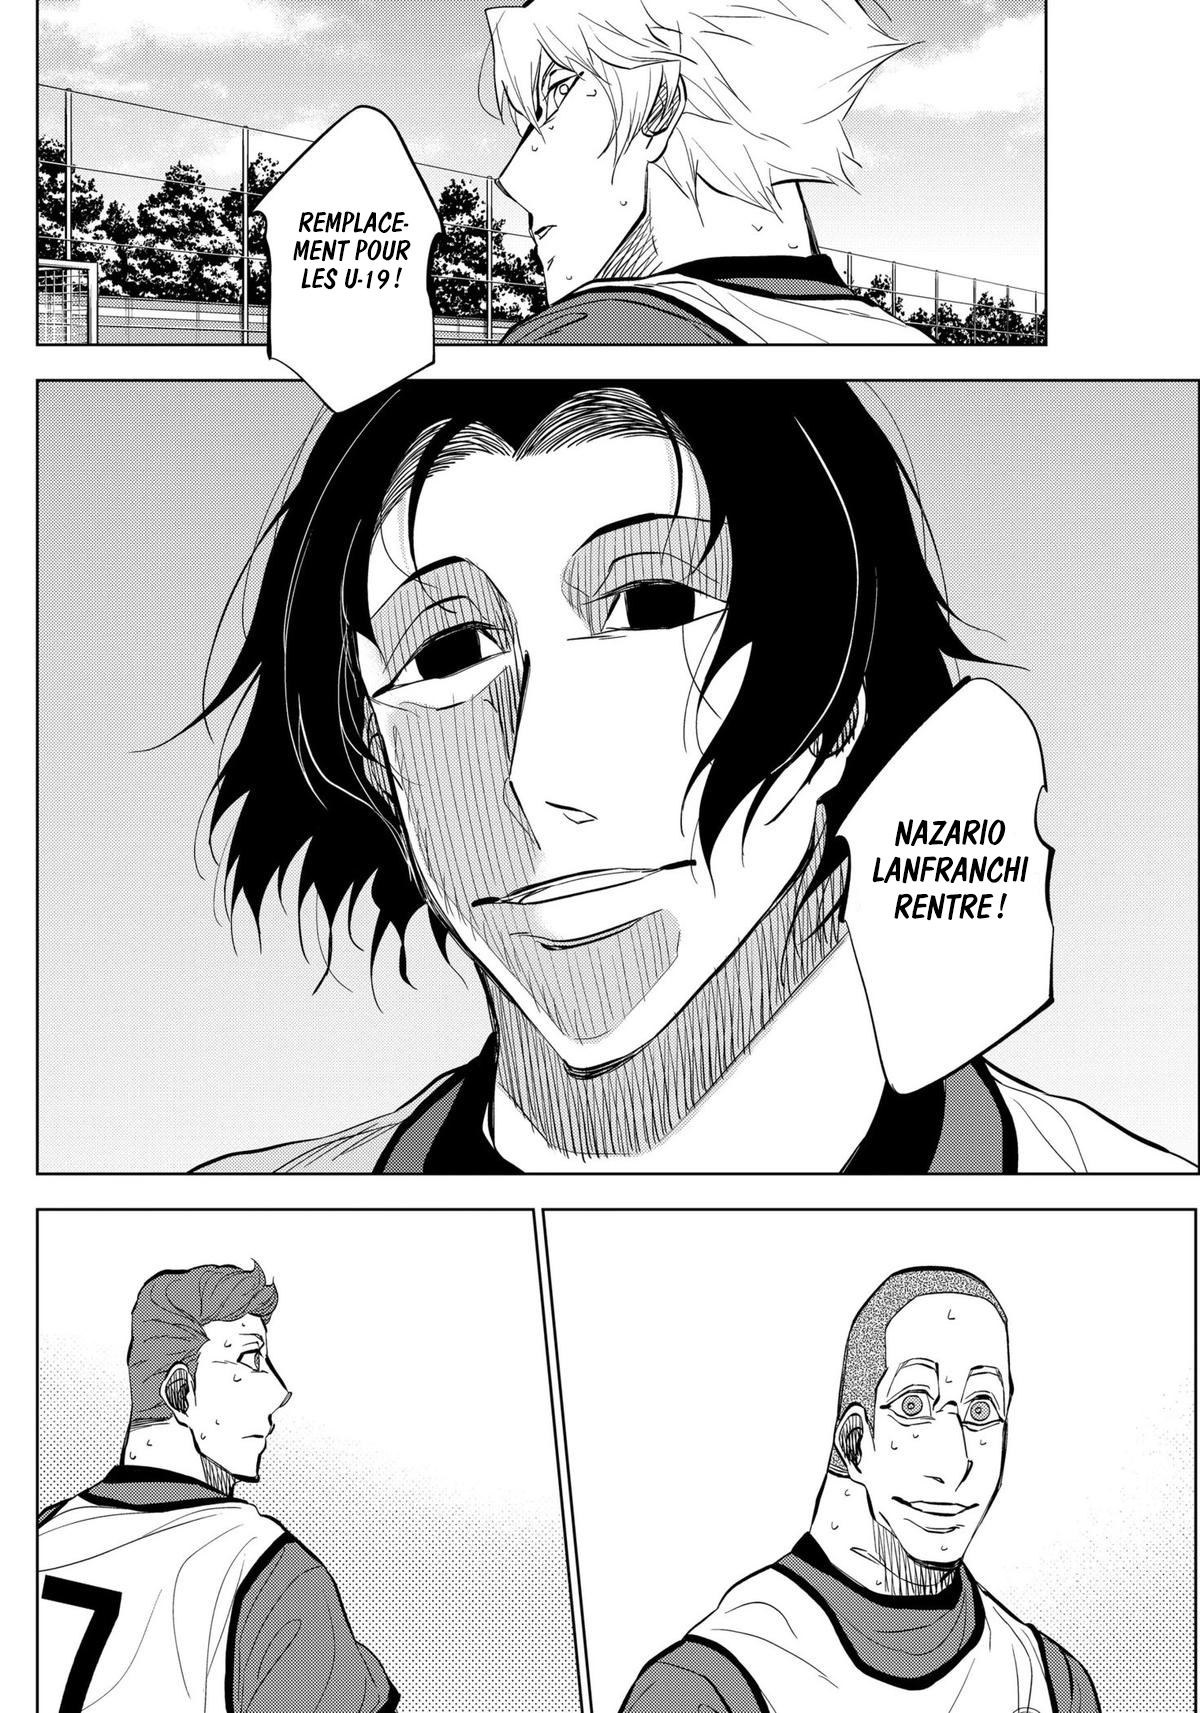 REMPLACE-
MENT POUR
LES U-19!
NAZARIO
LANFRANCHI
RENTRE!
7